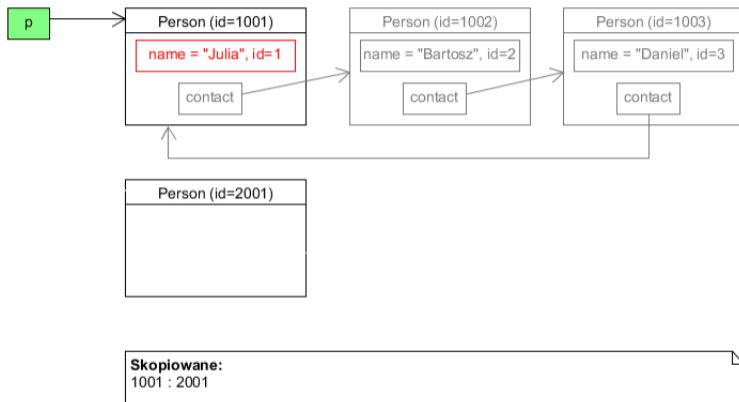 p
Person (id=1001)
Person (id=1002)
Person (id=1003)
name = "Julia", id=1
name = "Bartosz", id=2
name = "Daniel", id=3
contact
contact
contact
Person (id=2001)
Skopiowane:
1001 : 2001